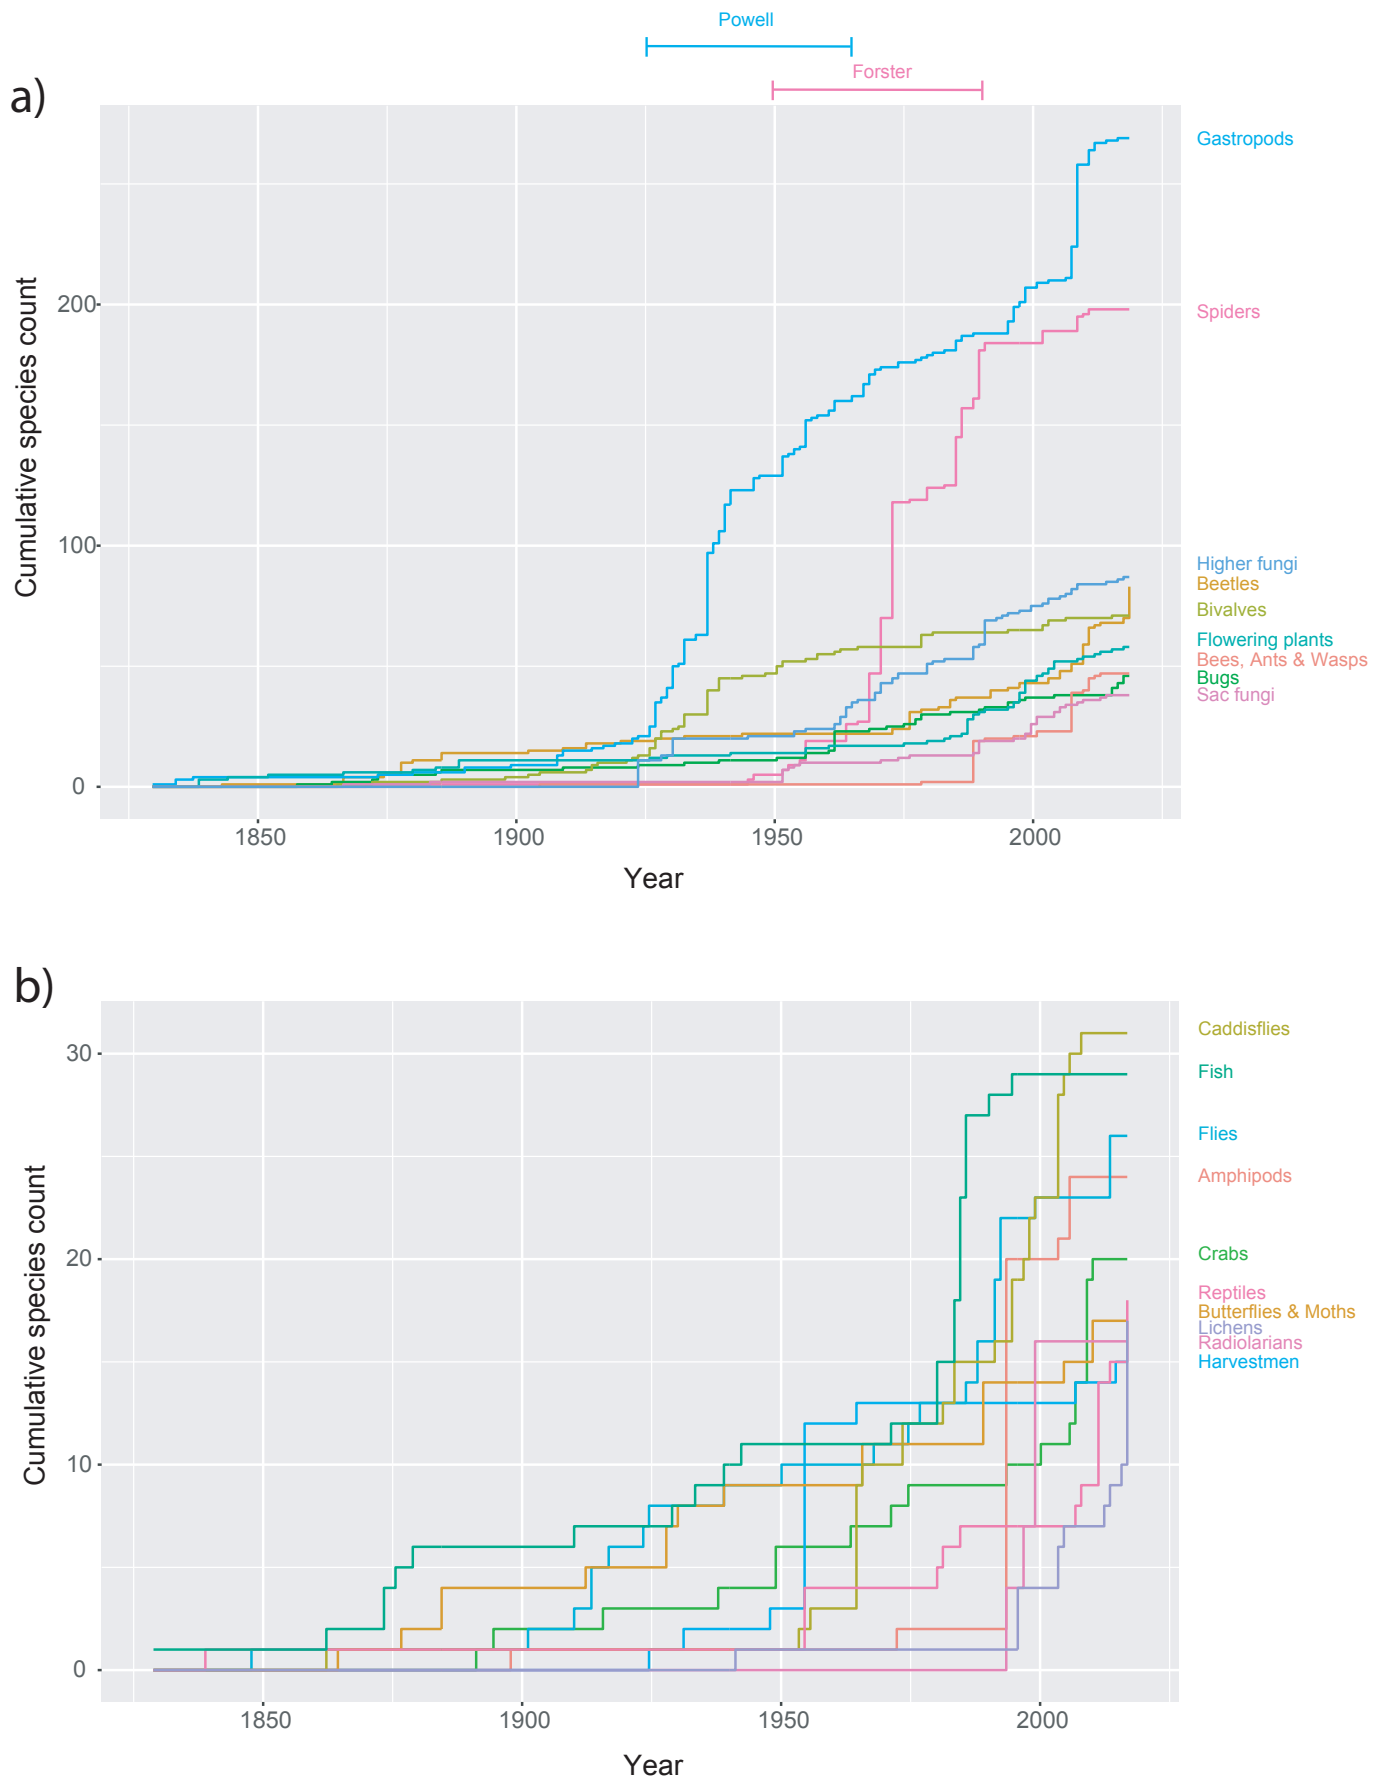 Powell
Forster
a)
Gastropods
Spiders
Higher fungi
Beetles
Bivalves
Flowering plants
Bees, Ants & Wasps
Bugs
Sac fungi
Cumulative species count
200
100
0
1850 1900 1950 2000
Year
b)
Caddisflies
Fish
Flies
Amphipods
Crabs
Reptiles
Butterflies & Moths
Lichens
Radiolarians
Harvestmen
Cumulative species count
30
20
10
0
1850 1900 1950 2000
Year